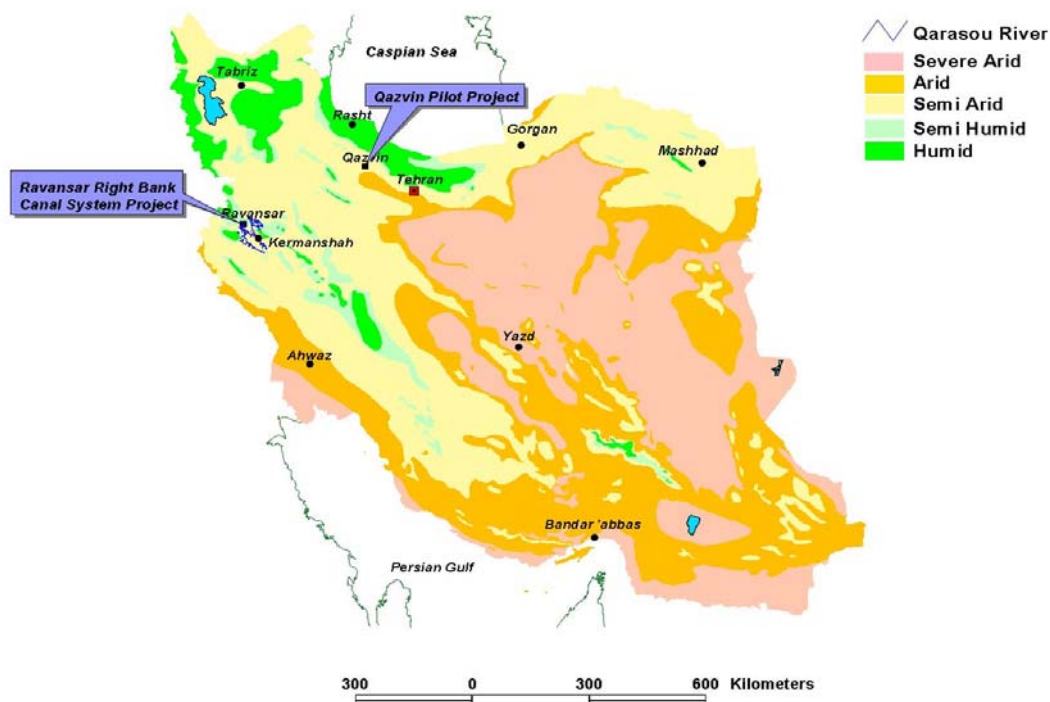 Qarasou River
Severe Arid
Arid
Semi Arid
Semi Humid
Humid
Caspian Sea
Tabriz
Qazvin Pilot Project
Rasht
Gorgan
Qazvin
Mashhad
Tehran
Ravansar Right Bank
Canal System Project
Ravansar
Kermanshah
Yazd
Ahwaz
Bandar 'abbas
Persian Gulf
300 0 300 600 Kilometers